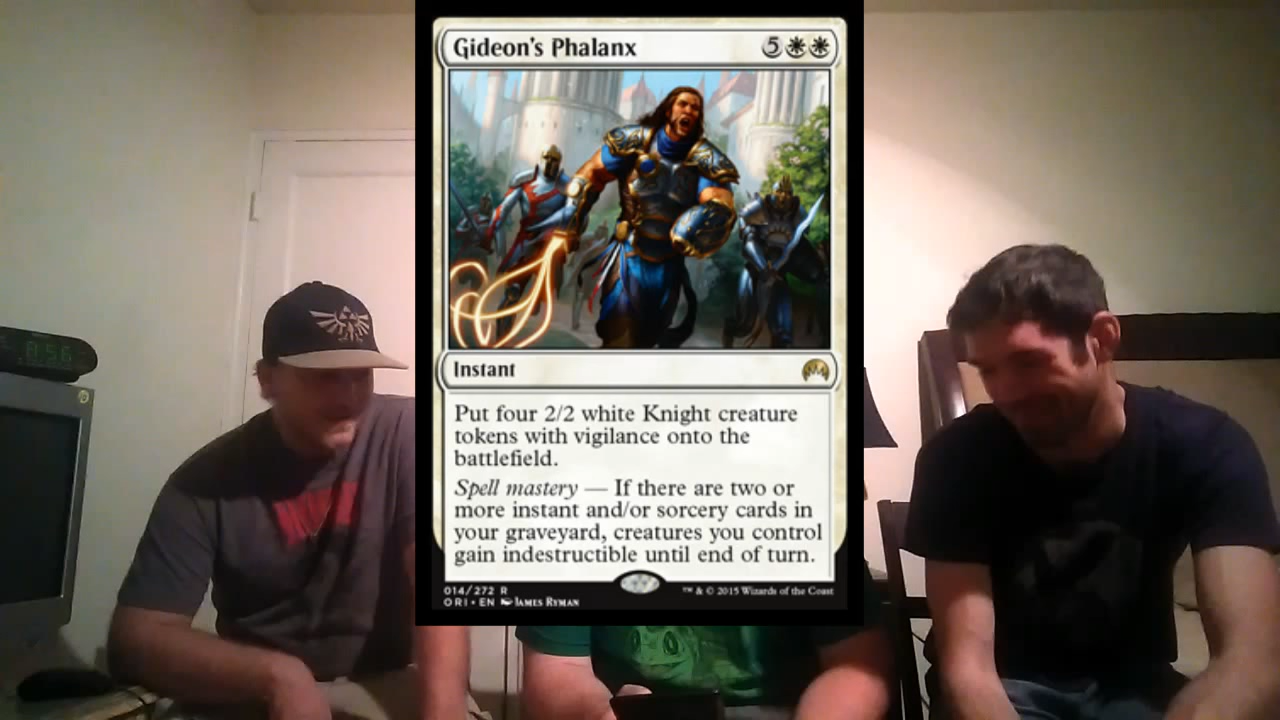 Gideon's Phalanx 5
Instant
Put four 2/2 white Knight creature
tokens with vigilance onto the
battlefield.
Spell mastery — If there are two or
more instant and/or sorcery cards in
your graveyard, creatures you control
gain indestructible until end of turn.
014/272 R
ORI • EN James Ryman
™ & © 2015 Wizards of the Coast
8:56